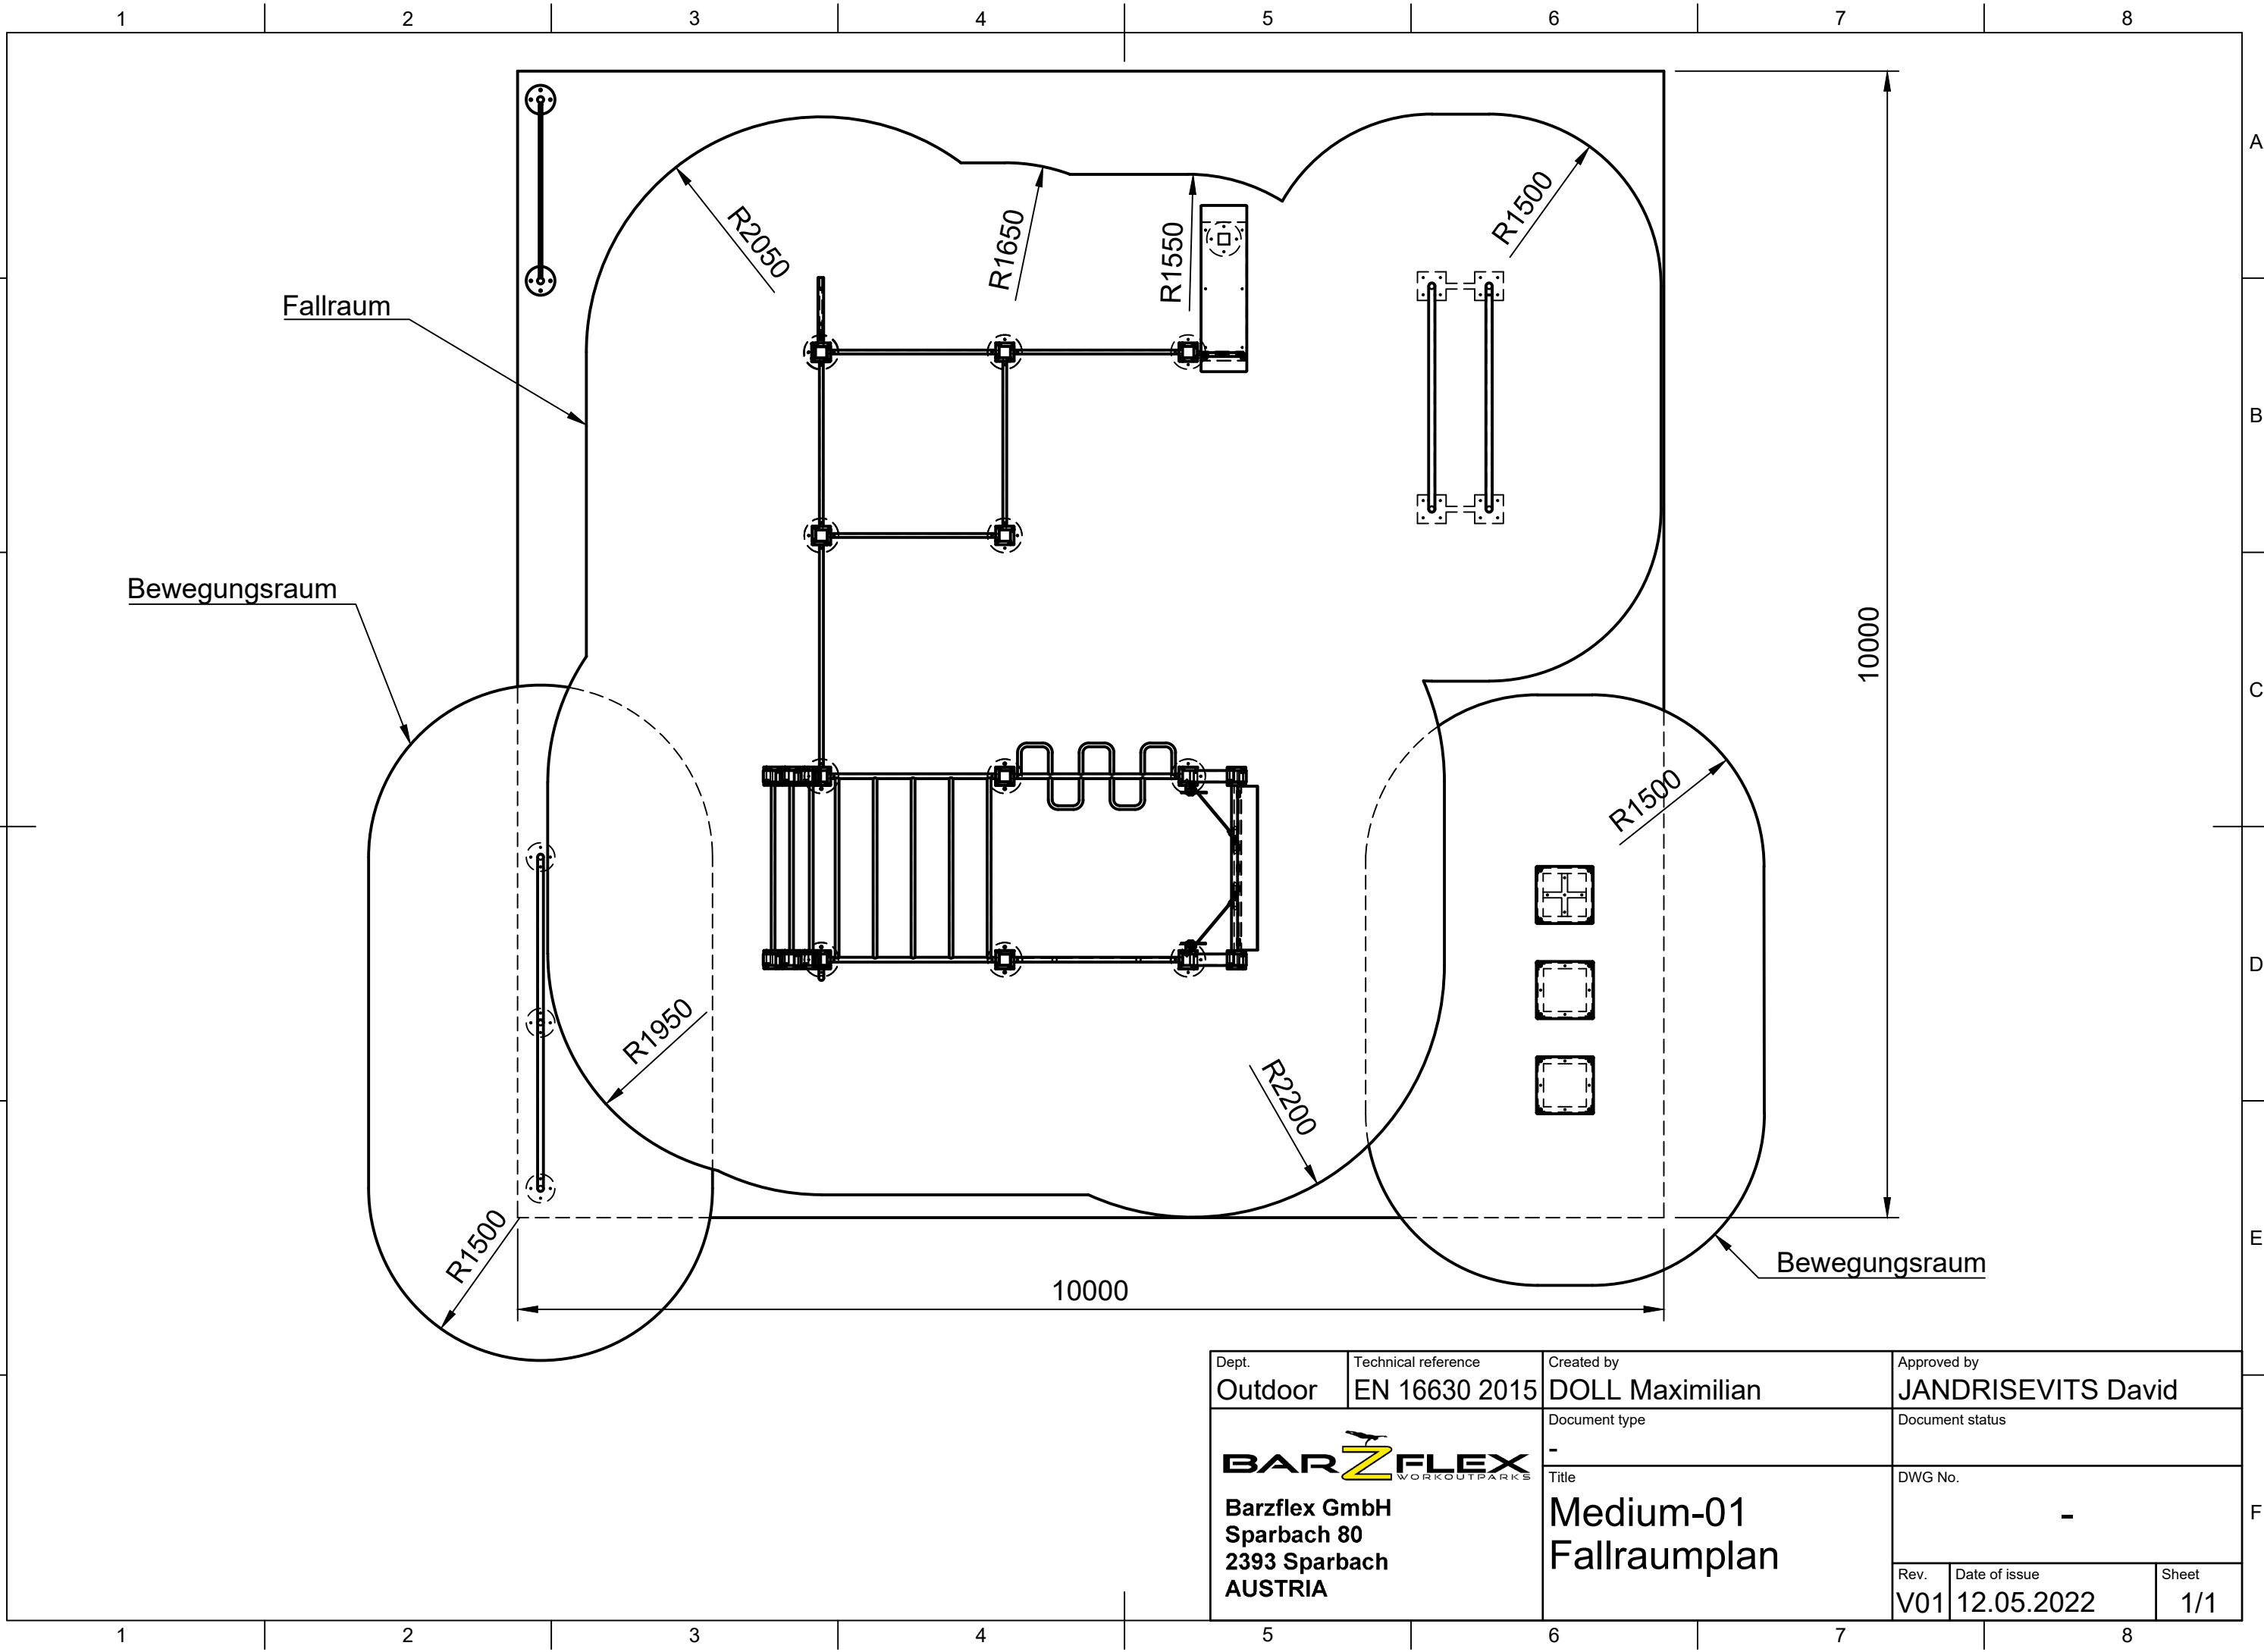 1 2 3 4 5 6 7 8
A
B
C
D
E
F
R2050
R1650
R1550
R1500
Fallraum
Bewegungsraum
10000
R1500
R1950
R2200
R1500
Bewegungsraum
10000
Dept.
Outdoor
Technical reference
EN 16630 2015
Created by
DOLL Maximilian
Approved by
JANDRISEVITS David
BARZFLEX
WORKOUTPARKS
Barzflex GmbH
Sparbach 80
2393 Sparbach
AUSTRIA
Document type
-
Document status
Title
Medium-01
Fallraumplan
DWG No.
-
Rev.
V01
Date of issue
12.05.2022
Sheet
1/1
1 2 3 4 5 6 7 8